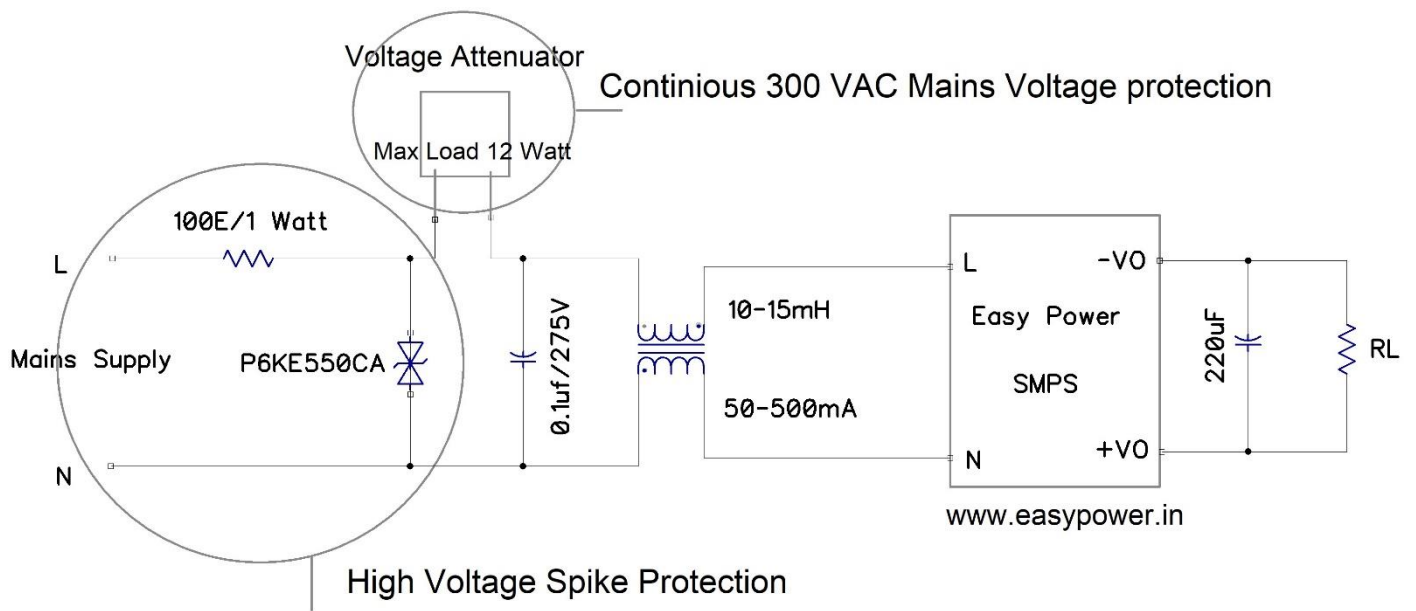 Voltage Attenuator
Continious 300 VAC Mains Voltage protection
Max Load 12 Watt
100E/1 Watt
L
Mains Supply
P6KE550CA
0.1uf/275V
N
10-15mH
50-500mA
L
-VO
Easy Power
SMPS
N
+VO
220uF
RL
www.easypower.in
High Voltage Spike Protection